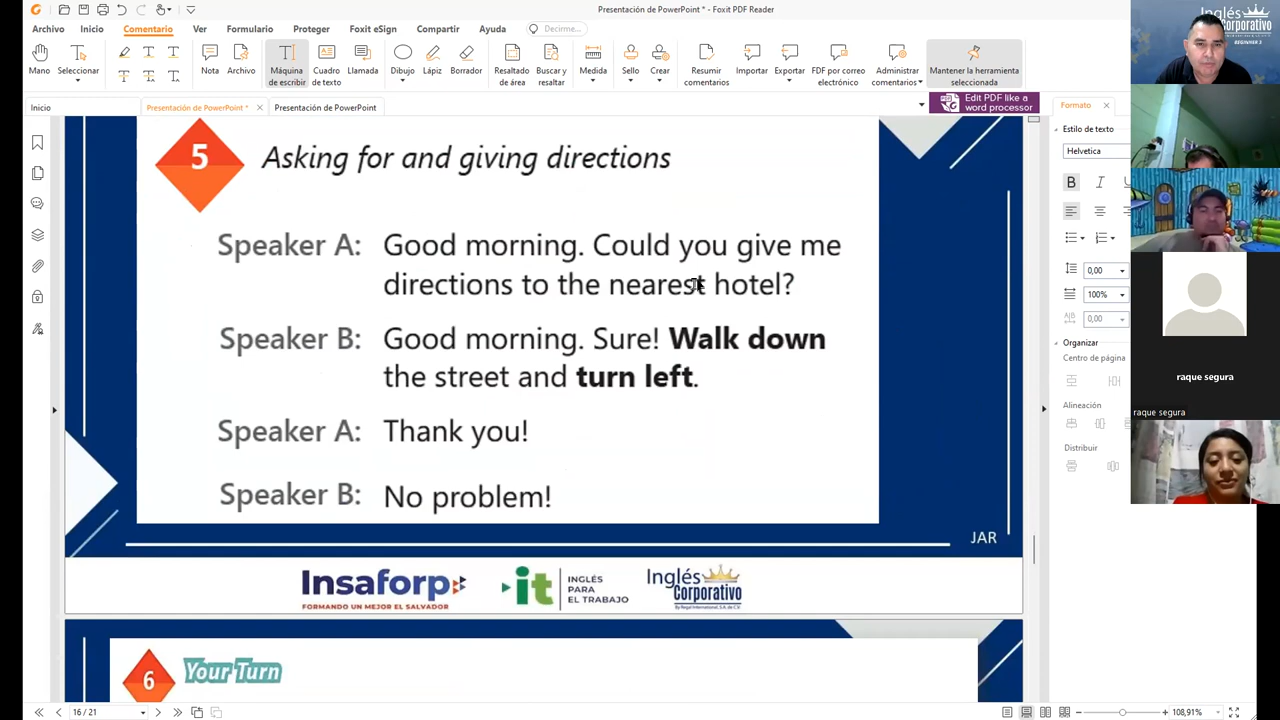 Presentación de PowerPoint * - Foxit PDF Reader
Archivo Inicio Comentario Ver Formulario Proteger Foxit eSign Compartir Ayuda Decirme...
Mano Seleccionar Nota Archivo Máquina de escribir Cuadro de texto Llamada Dibujo Lápiz Borrador Resaltado de área Buscar y resaltar Medida Sello Crear Resumir comentarios Importar Exportar PDF por correo electrónico Administrar comentarios Mantener la herramienta seleccionada
Inicio Presentación de PowerPoint * Presentación de PowerPoint
Edit PDF like a word processor
Formato
Estilo de texto
Helvetica
0,00
100%
0,00
Organizar
Centro de página
Alineación
Distribuir
Inglés
Corporativo
BEGINNER 2
raque segura
raque segura
5 Asking for and giving directions
Speaker A: Good morning. Could you give me
directions to the nearest hotel?
Speaker B: Good morning. Sure! Walk down
the street and turn left.
Speaker A: Thank you!
Speaker B: No problem!
JAR
Insaforp
FORMANDO UN MEJOR EL SALVADOR
it INGLÉS
PARA
EL TRABAJO
Inglés
Corporativo
By Regal International, S.A. de C.V.
6 Your Turn
16 / 21
108,91%